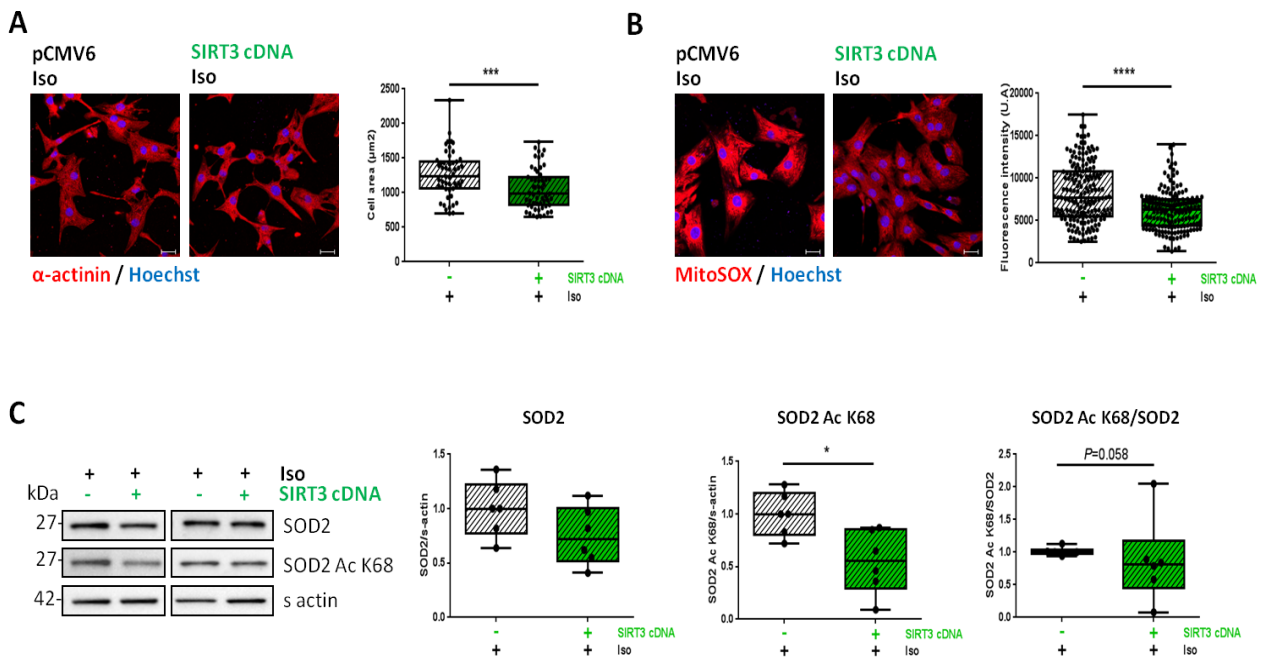 A
pCMV6
Iso
SIRT3 cDNA
Iso
α-actinin / Hoechst
***
2500
2000
1500
1000
500
0
Cell area (µm2)
- + SIRT3 cDNA
+ + Iso
B
pCMV6
Iso
SIRT3 cDNA
Iso
MitoSOX / Hoechst
****
20000
15000
10000
5000
0
Fluorescence intensity (U.A)
- + SIRT3 cDNA
+ + Iso
C
+ + + + Iso
kDa - + - + SIRT3 cDNA
27- SOD2
27- SOD2 Ac K68
42- s actin
SOD2
1.5
1.0
0.5
0.0
SOD2/s-actin
- + SIRT3 cDNA
+ + Iso
SOD2 Ac K68
*
1.5
1.0
0.5
0.0
SOD2 Ac K68/s-actin
- + SIRT3 cDNA
+ + Iso
SOD2 Ac K68/SOD2
P=0.058
2.5
2.0
1.5
1.0
0.5
0.0
SOD2 Ac K68/SOD2
- + SIRT3 cDNA
+ + Iso